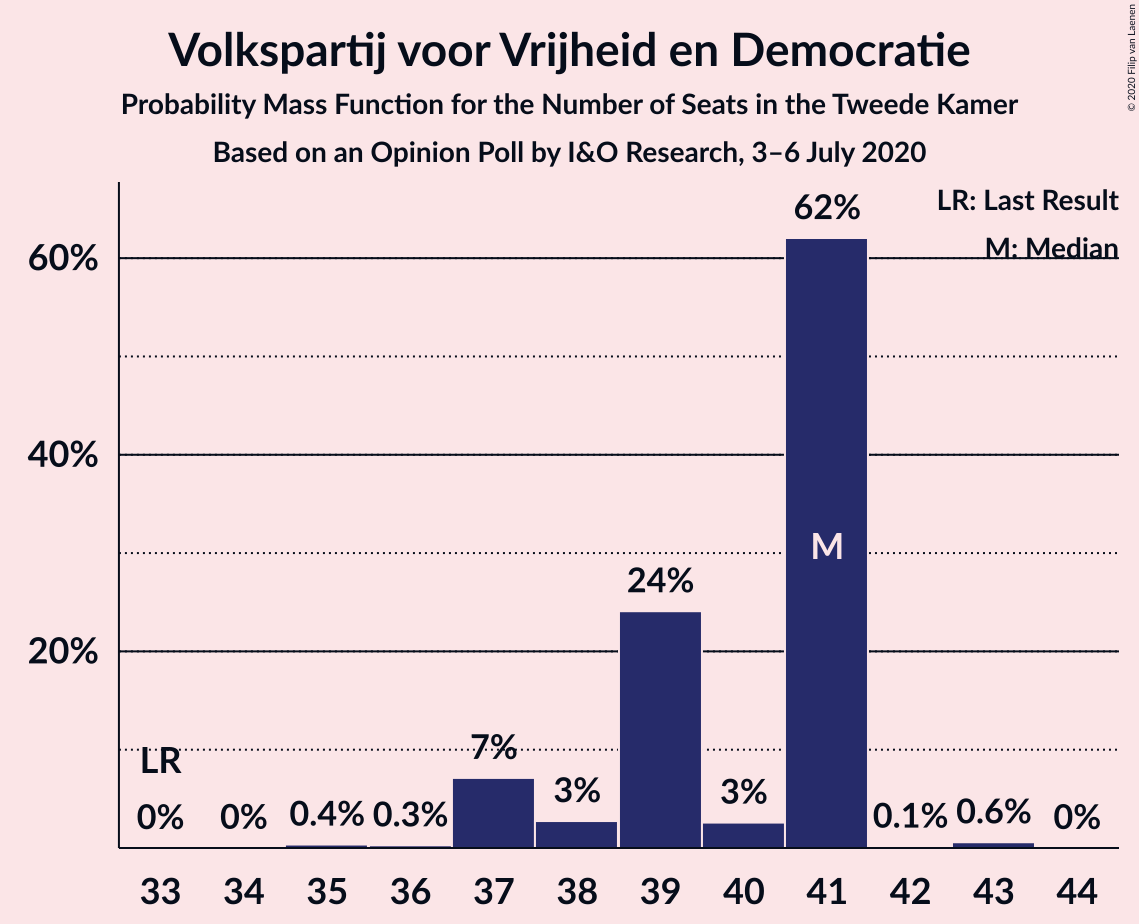 Volkspartij voor Vrijheid en Democratie
Probability Mass Function for the Number of Seats in the Tweede Kamer
Based on an Opinion Poll by I&O Research, 3–6 July 2020
© 2020 Filip van Laenen
LR: Last Result
M: Median
60%
40%
20%
LR
0%
0%
0.4%
0.3%
7%
3%
24%
3%
62%
M
0.1%
0.6%
0%
33 34 35 36 37 38 39 40 41 42 43 44